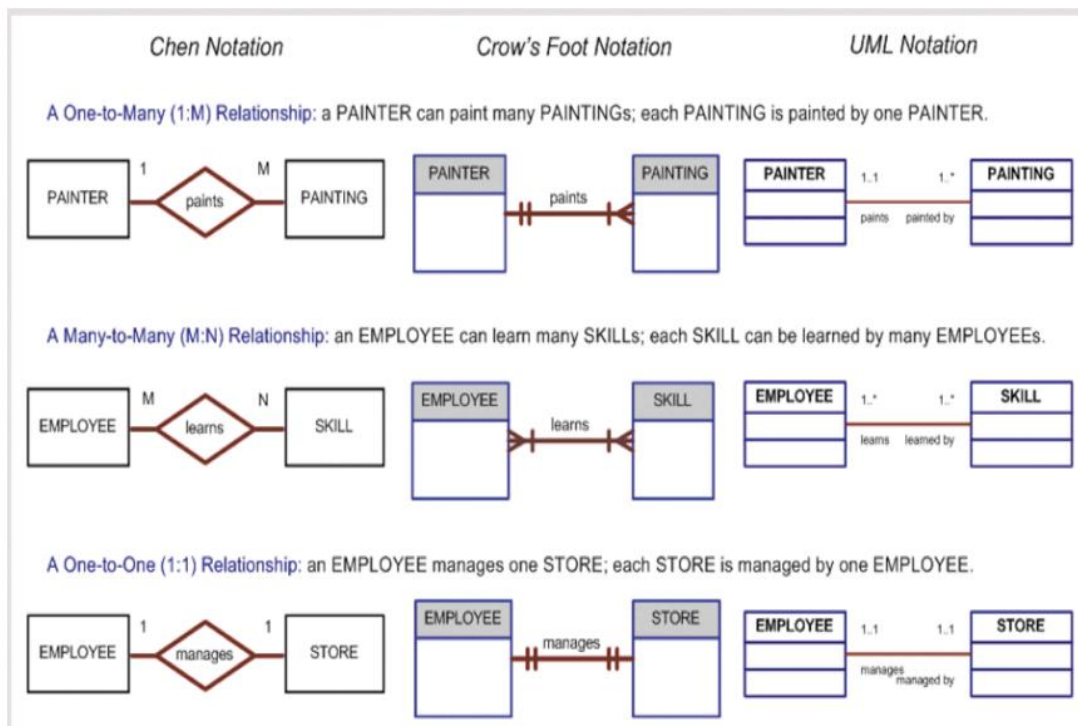 Chen Notation
Crow's Foot Notation
UML Notation
A One-to-Many (1:M) Relationship: a PAINTER can paint many PAINTINGs; each PAINTING is painted by one PAINTER.
1
M
PAINTER
paints
PAINTING
PAINTER
paints
PAINTING
PAINTER
1..1
1..*
PAINTING
paints
painted by
A Many-to-Many (M:N) Relationship: an EMPLOYEE can learn many SKILLs; each SKILL can be learned by many EMPLOYEEs.
M
N
EMPLOYEE
learns
SKILL
EMPLOYEE
learns
SKILL
EMPLOYEE
1..*
1..*
SKILL
learns
learned by
A One-to-One (1:1) Relationship: an EMPLOYEE manages one STORE; each STORE is managed by one EMPLOYEE.
1
1
EMPLOYEE
manages
STORE
EMPLOYEE
manages
STORE
EMPLOYEE
1..1
1..1
STORE
manages
managed by